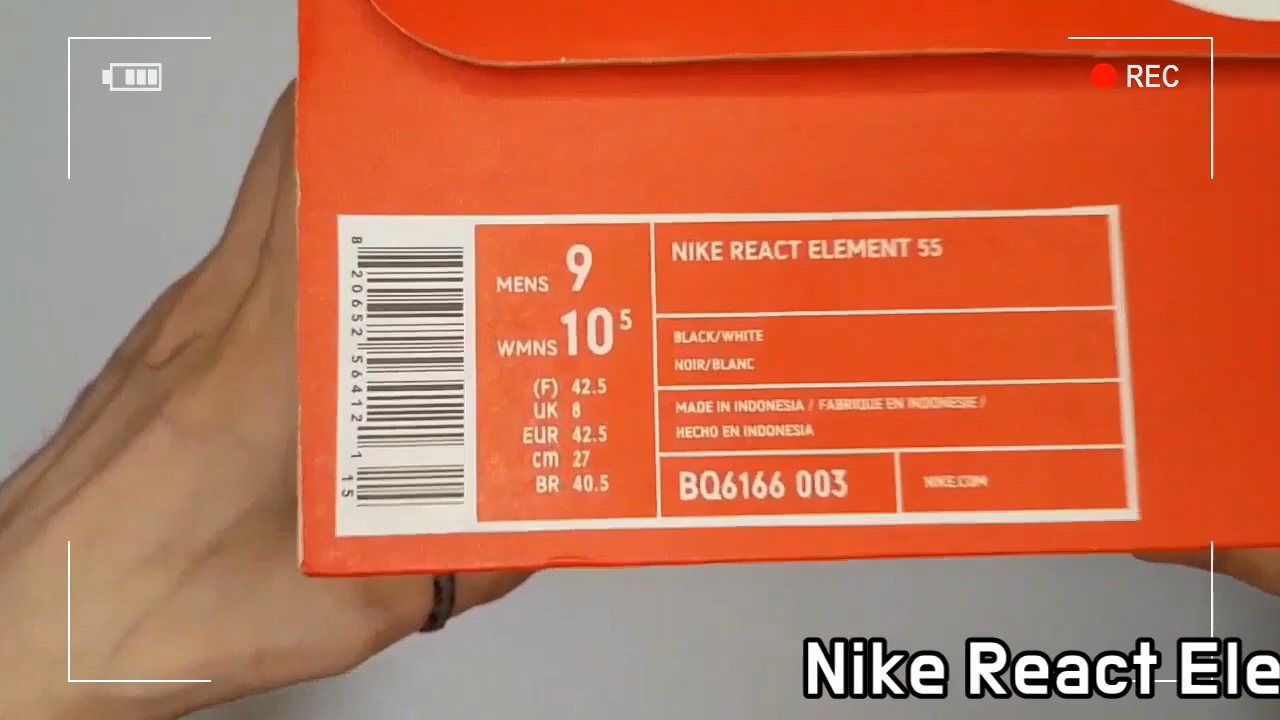 REC
8 20652 56412 1 15
MENS 9
WMNS 10 5
(F) 42.5
UK 8
EUR 42.5
cm 27
BR 40.5
NIKE REACT ELEMENT 55
BLACK/WHITE
NOIR/BLANC
MADE IN INDONESIA / FABRIQUE EN INDONESIE /
HECHO EN INDONESIA
BQ6166 003
NIKE.COM
Nike React Ele